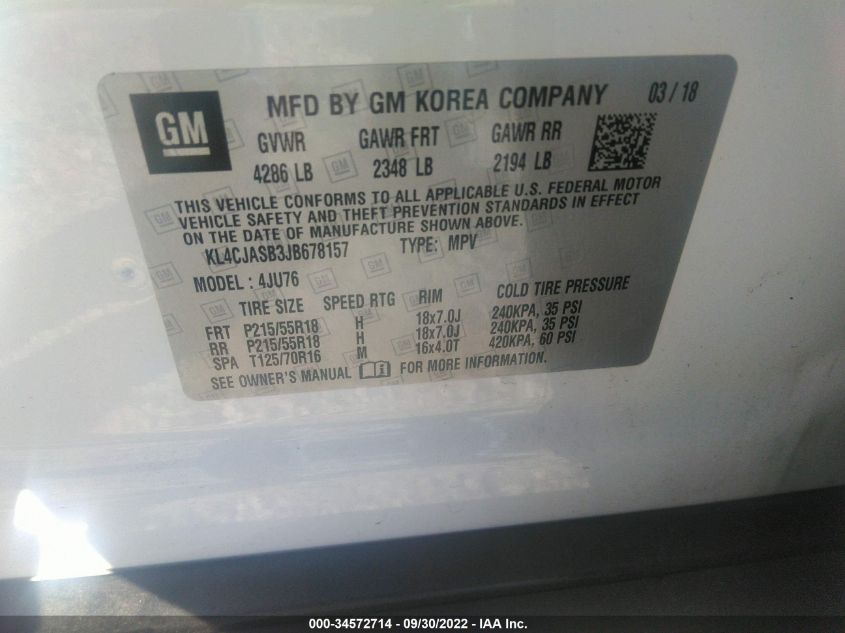 GM
MFD BY GM KOREA COMPANY 03 / 18
GVWR GAWR FRT GAWR RR
4286 LB 2348 LB 2194 LB
THIS VEHICLE CONFORMS TO ALL APPLICABLE U.S. FEDERAL MOTOR
VEHICLE SAFETY AND THEFT PREVENTION STANDARDS IN EFFECT
ON THE DATE OF MANUFACTURE SHOWN ABOVE.
KL4CJASB3JB678157 TYPE: MPV
MODEL : 4JU76
TIRE SIZE SPEED RTG RIM COLD TIRE PRESSURE
FRT P215/55R18 H 18x7.0J 240KPA, 35 PSI
RR P215/55R18 H 18x7.0J 240KPA, 35 PSI
SPA T125/70R16 M 16x4.0T 420KPA, 60 PSI
SEE OWNER'S MANUAL FOR MORE INFORMATION.
000-34572714 - 09/30/2022 - IAA Inc.